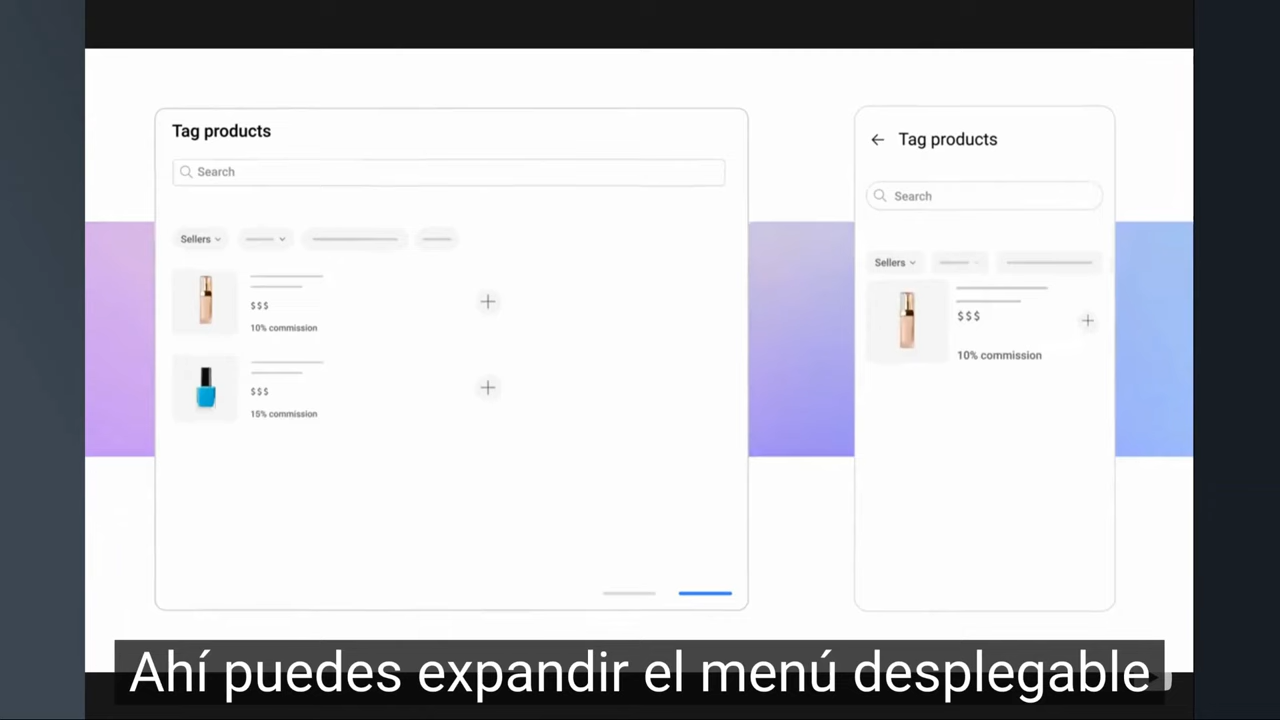 Tag products
Search
Sellers
$$$
10% commission
$$$
15% commission
Tag products
Search
Sellers
$$$
10% commission
Ahí puedes expandir el menú desplegable